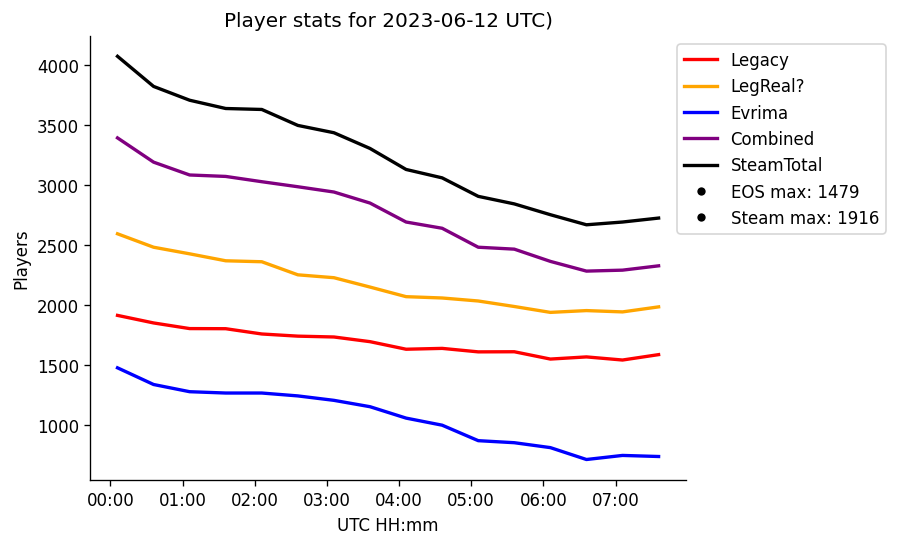 Player stats for 2023-06-12 UTC)
Players
4000
3500
3000
2500
2000
1500
1000
00:00 01:00 02:00 03:00 04:00 05:00 06:00 07:00
UTC HH:mm
Legacy
LegReal?
Evrima
Combined
SteamTotal
EOS max: 1479
Steam max: 1916